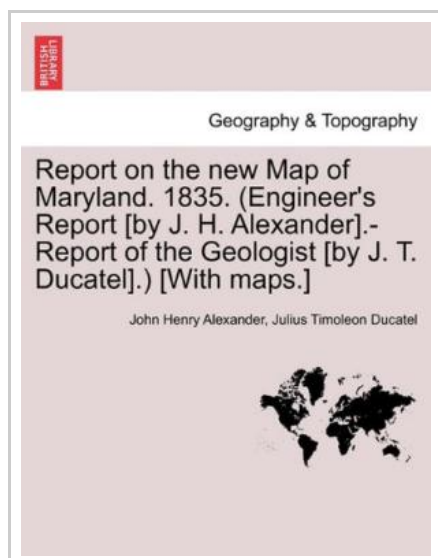 BRITISH
LIBRARY
Geography & Topography
Report on the new Map of
Maryland. 1835. (Engineer's
Report [by J. H. Alexander].-
Report of the Geologist [by J. T.
Ducatel].) [With maps.]
John Henry Alexander, Julius Timoleon Ducatel